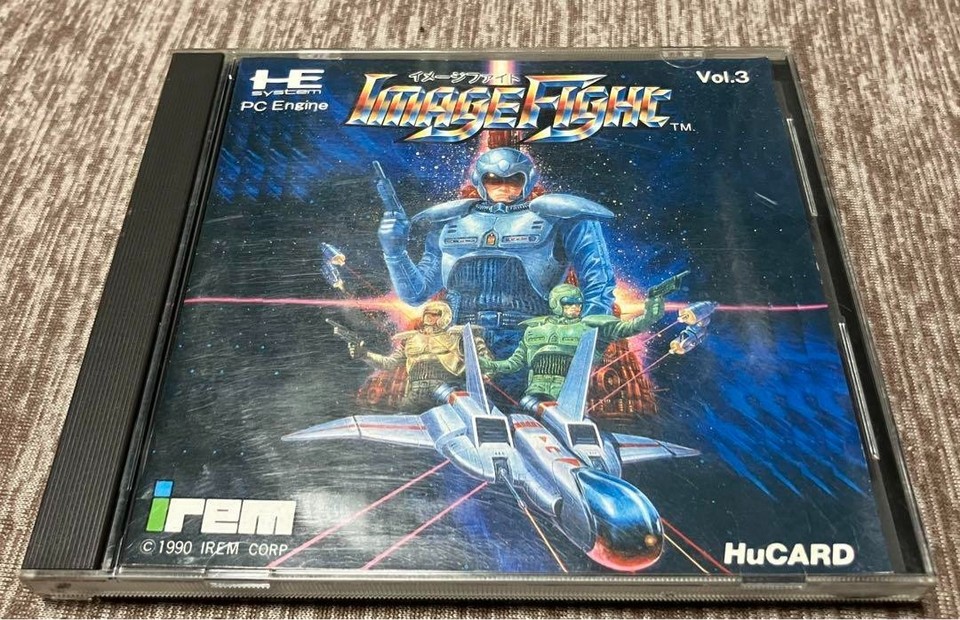 HE
system
PC Engine
イメージファイト
IMAGE FIGHT
TM.
Vol.3
irem
© 1990 IREM CORP
HuCARD